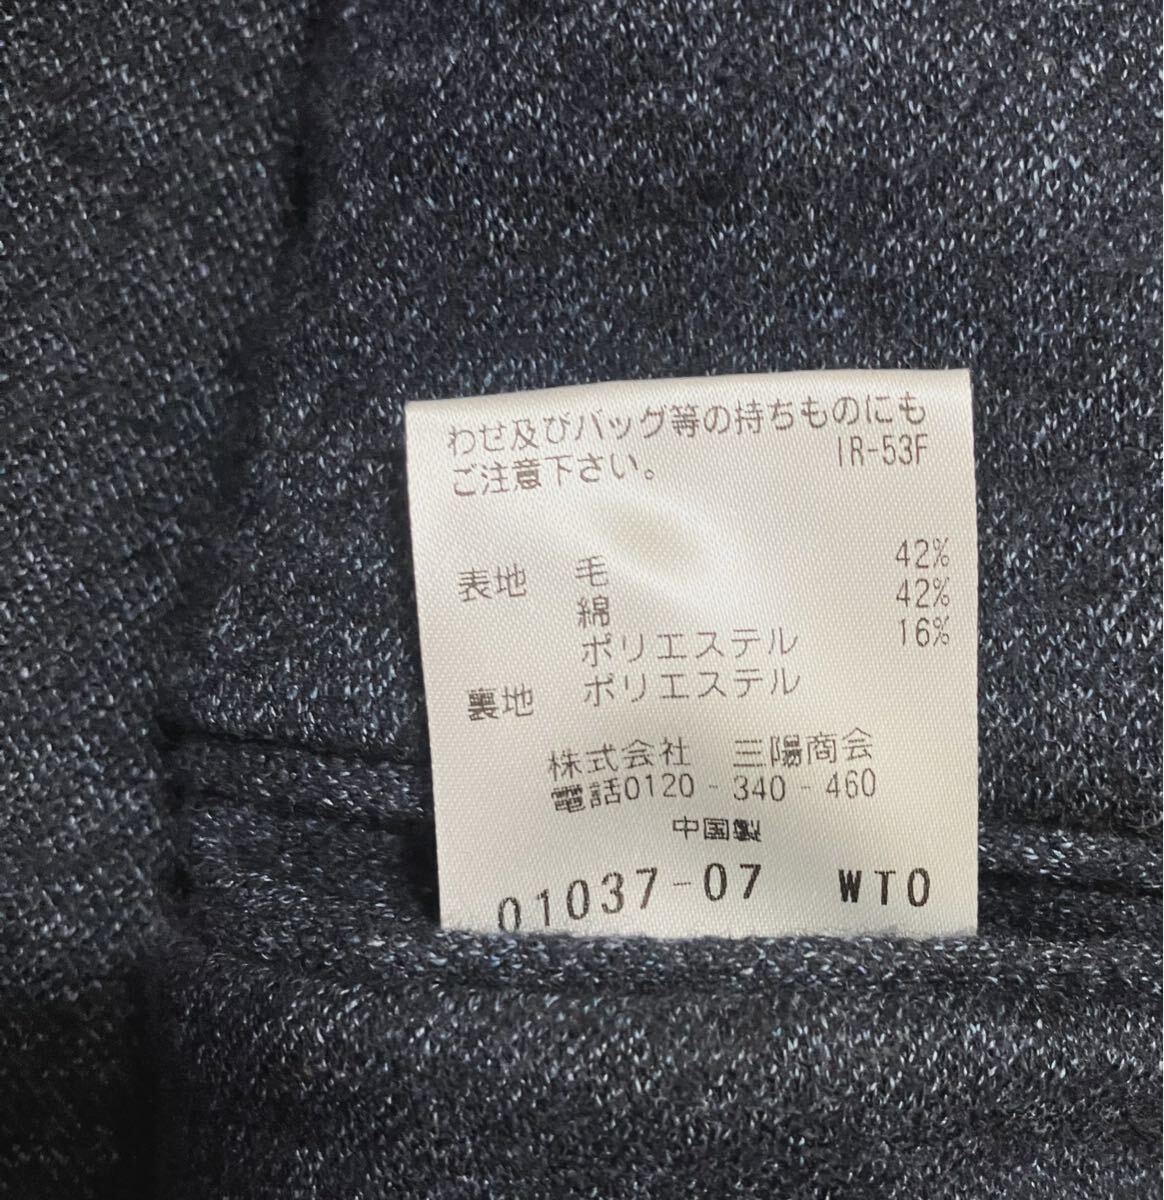 わせ及びバッグ等の持ちものにも
ご注意下さい。 IR-53F
表地 毛 42%
綿 42%
ポリエステル 16%
裏地 ポリエステル
株式会社 三陽商会
電話0120-340-460
中国製
01037-07 WTO